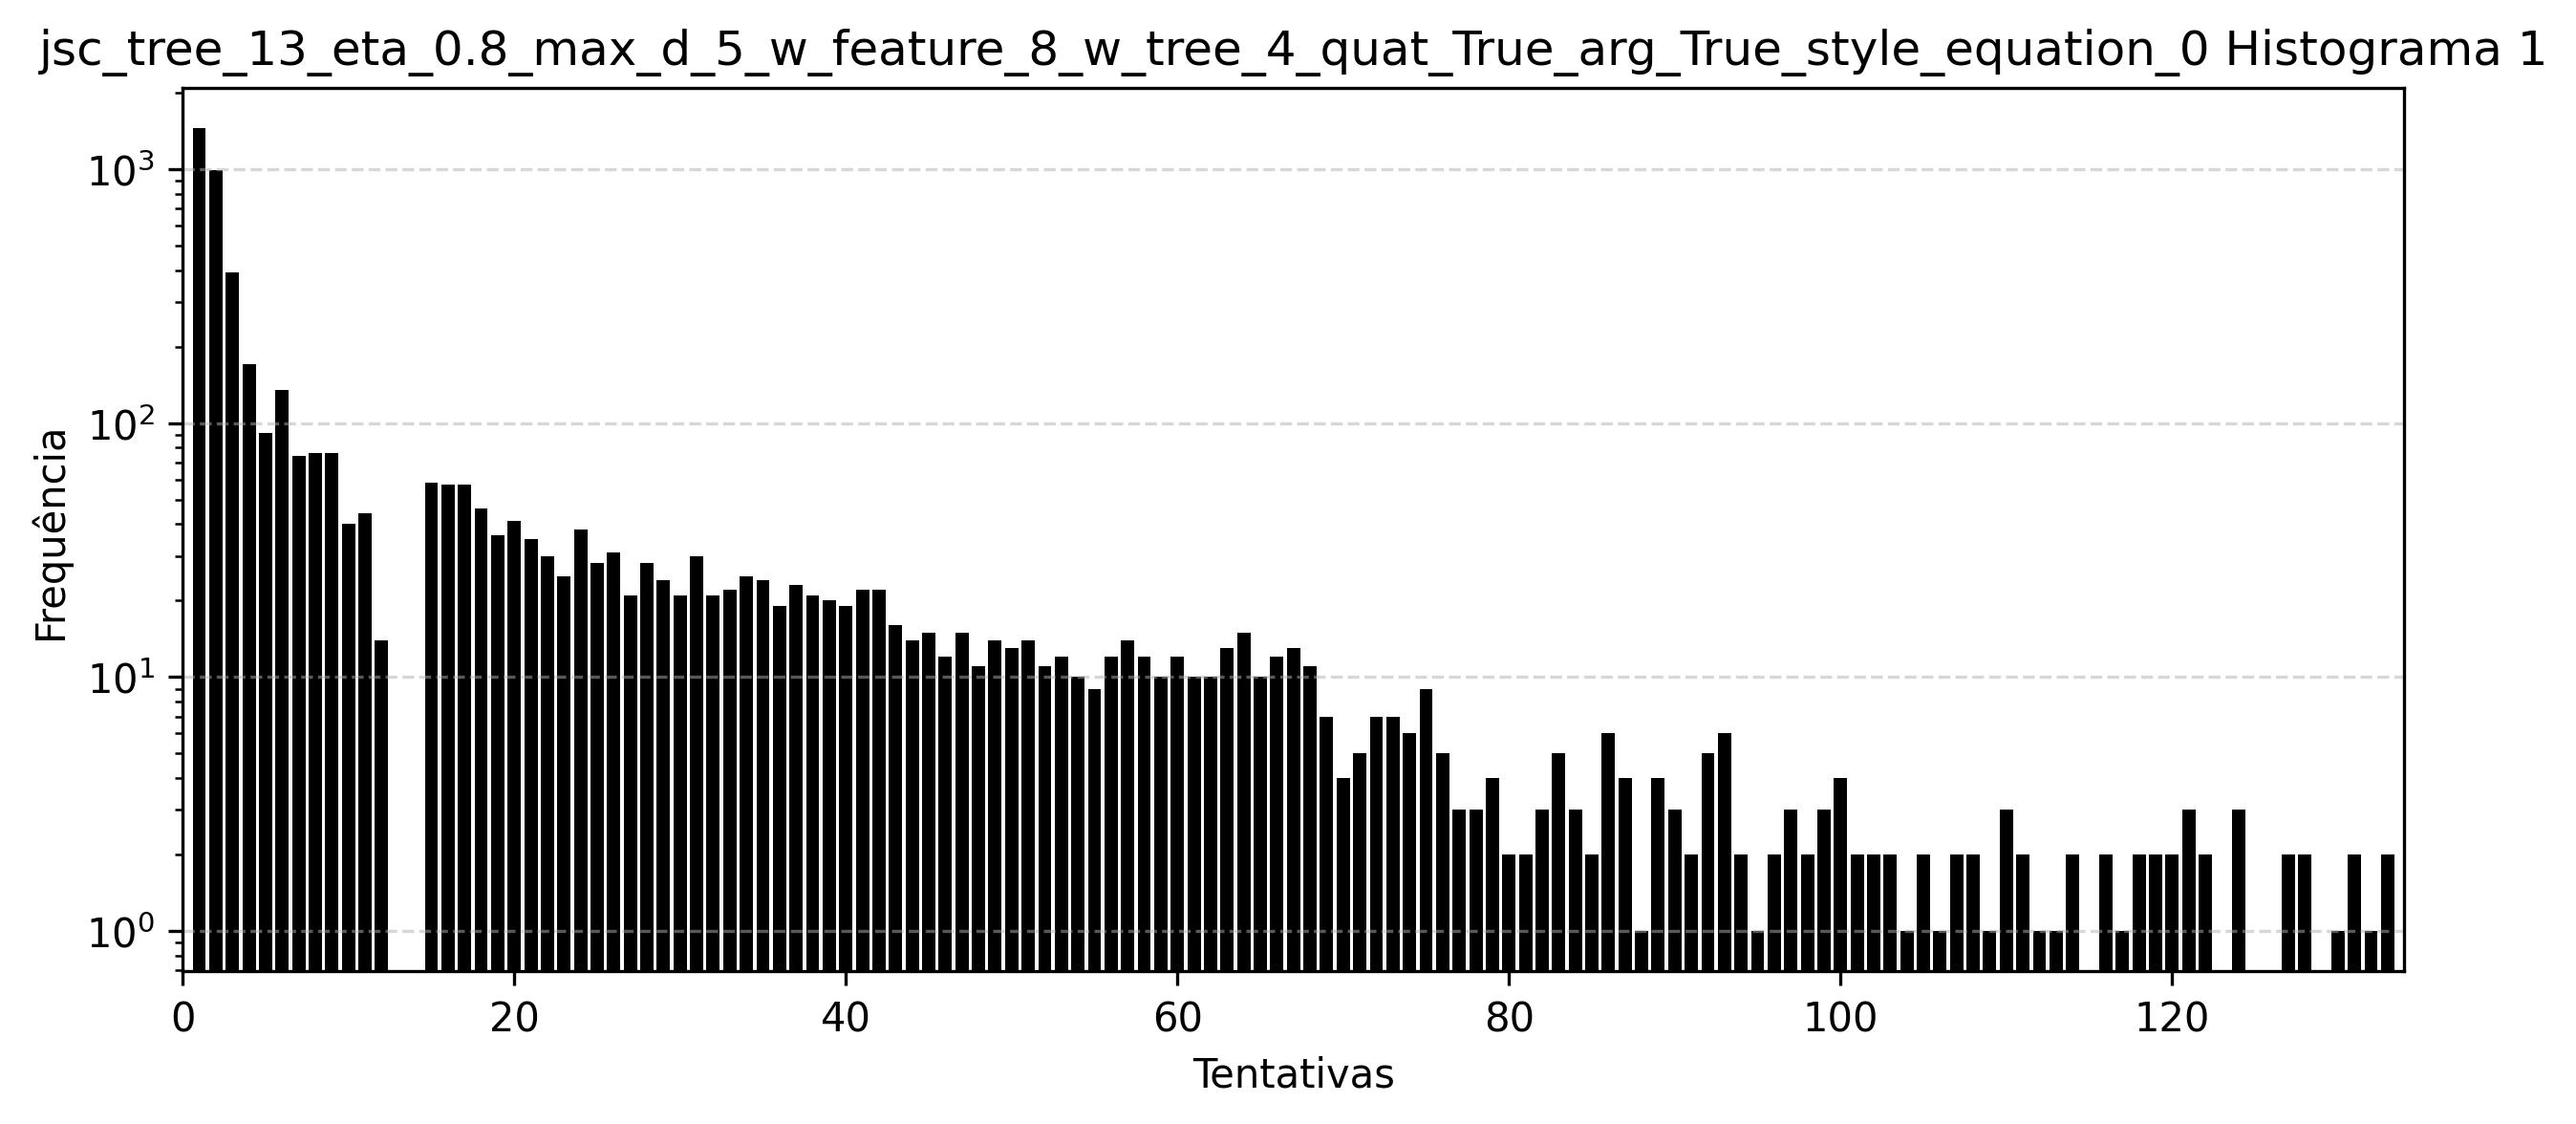 jsc_tree_13_eta_0.8_max_d_5_w_feature_8_w_tree_4_quat_True_arg_True_style_equation_0 Histograma 1
Frequência
10³
10²
10¹
10⁰
0 20 40 60 80 100 120
Tentativas